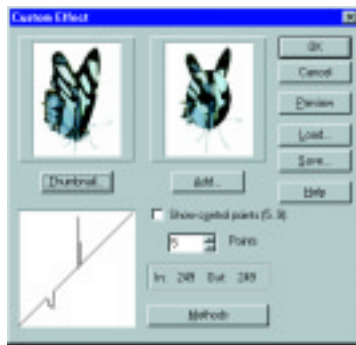 Custom Effect
OK
Cancel
Preview
Load...
Save...
Help
Thumbnail...
Add...
Show control points (5, 9)
5 Points
In: 249 Out: 249
Methods